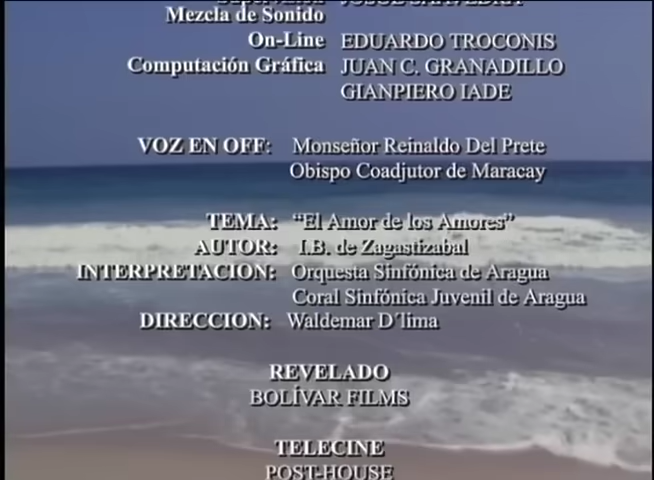 Mezcla de Sonido
On-Line EDUARDO TROCONIS
Computación Gráfica JUAN C. GRANADILLO
GIANPIERO IADE
VOZ EN OFF: Monseñor Reinaldo Del Prete
Obispo Coadjutor de Maracay
TEMA: “El Amor de los Amores”
AUTOR: I.B. de Zagastizabal
INTERPRETACION: Orquesta Sinfónica de Aragua
Coral Sinfónica Juvenil de Aragua
DIRECCION: Waldemar D´lima
REVELADO
BOLÍVAR FILMS
TELECINE
POST-HOUSE